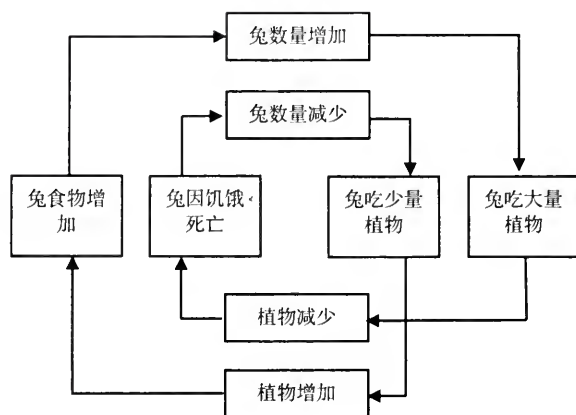 兔数量增加
兔数量减少
兔食物增
加
兔因饥饿
死亡
兔吃少量
植物
兔吃大量
植物
植物减少
植物增加